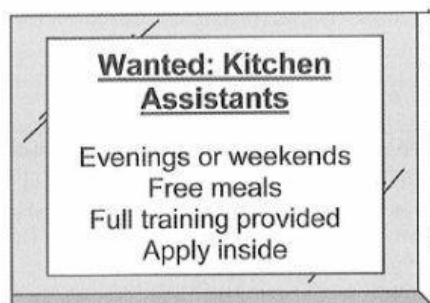 Wanted: Kitchen
Assistants
Evenings or weekends
Free meals
Full training provided
Apply inside